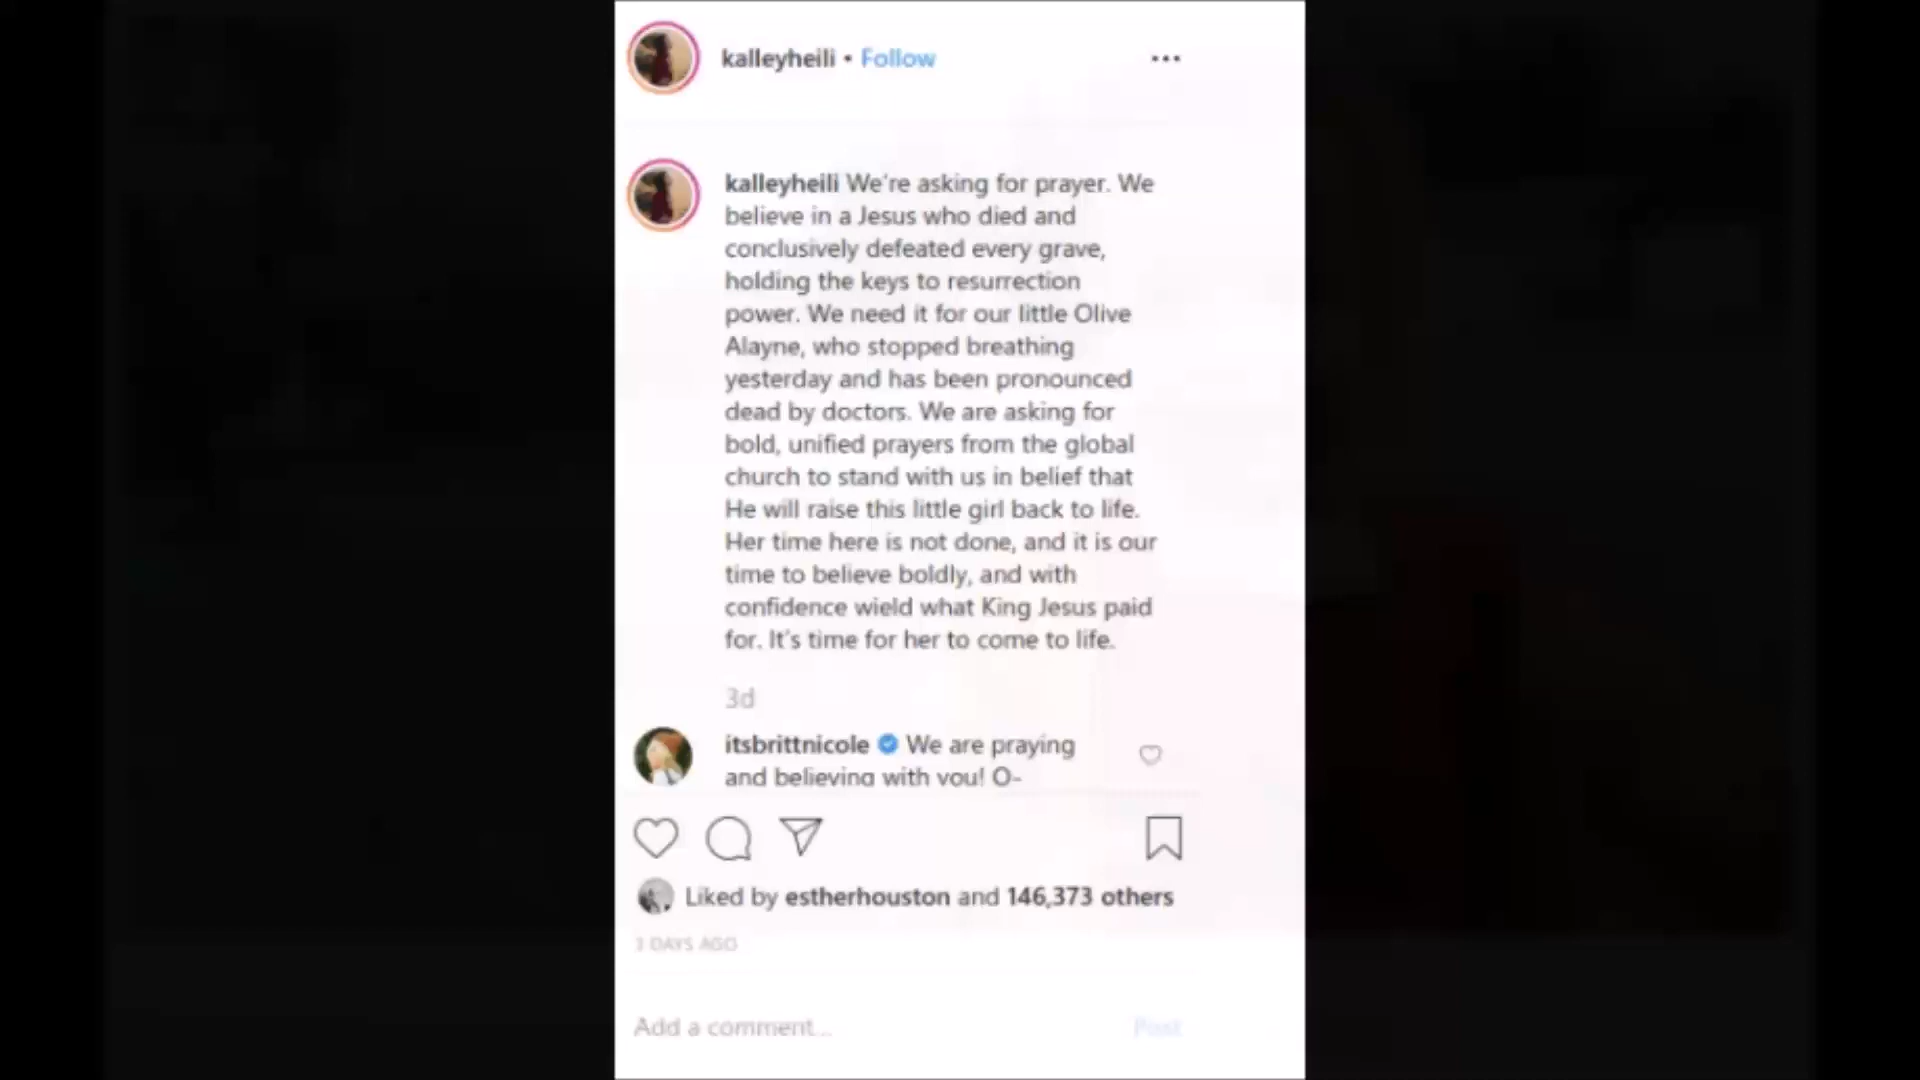 kalleyheili • Follow
kalleyheili We're asking for prayer. We
believe in a Jesus who died and
conclusively defeated every grave,
holding the keys to resurrection
power. We need it for our little Olive
Alayne, who stopped breathing
yesterday and has been pronounced
dead by doctors. We are asking for
bold, unified prayers from the global
church to stand with us in belief that
He will raise this little girl back to life.
Her time here is not done, and it is our
time to believe boldly, and with
confidence wield what King Jesus paid
for. It's time for her to come to life.
3d
itsbrittnicole We are praying
and believing with you! O-
Liked by estherhouston and 146,373 others
3 DAYS AGO
Add a comment...
Post